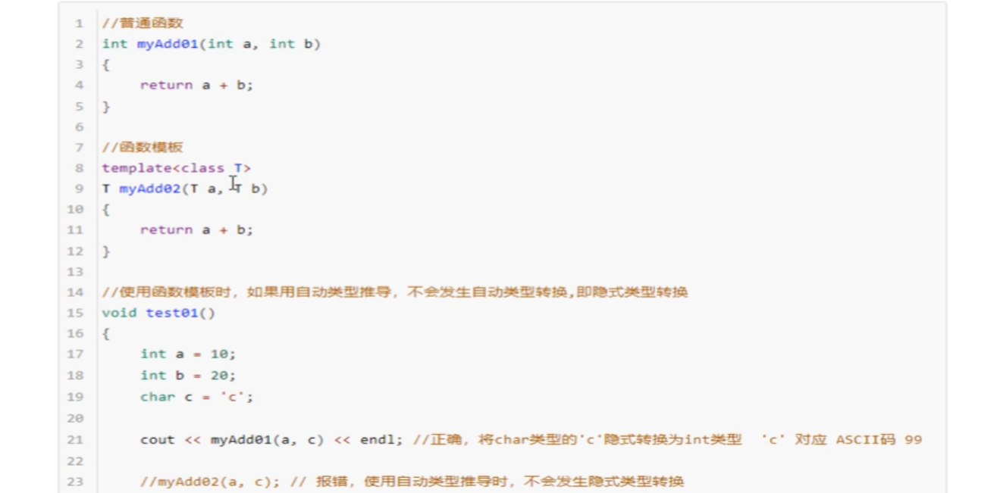 1 //普通函数
2 int myAdd01(int a, int b)
3 {
4 return a + b;
5 }
6
7 //函数模板
8 template<class T>
9 T myAdd02(T a, T b)
10 {
11 return a + b;
12 }
13
14 //使用函数模板时，如果用自动类型推导，不会发生自动类型转换,即隐式类型转换
15 void test01()
16 {
17 int a = 10;
18 int b = 20;
19 char c = 'c';
20
21 cout << myAdd01(a, c) << endl; //正确，将char类型的'c'隐式转换为int类型 'c' 对应 ASCII码 99
22
23 //myAdd02(a, c); // 报错，使用自动类型推导时，不会发生隐式类型转换